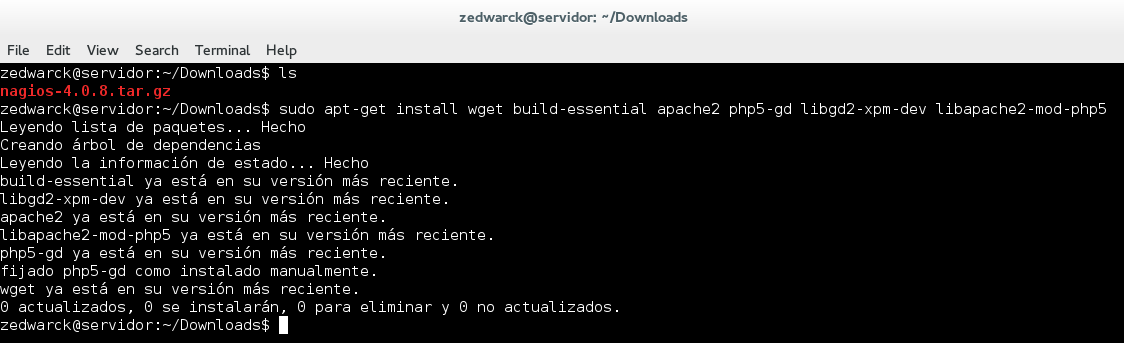 zedwarck@servidor: ~/Downloads
File Edit View Search Terminal Help
zedwarck@servidor:~/Downloads$ ls
nagios-4.0.8.tar.gz
zedwarck@servidor:~/Downloads$ sudo apt-get install wget build-essential apache2 php5-gd libgd2-xpm-dev libapache2-mod-php5
Leyendo lista de paquetes... Hecho
Creando árbol de dependencias
Leyendo la información de estado... Hecho
build-essential ya está en su versión más reciente.
libgd2-xpm-dev ya está en su versión más reciente.
apache2 ya está en su versión más reciente.
libapache2-mod-php5 ya está en su versión más reciente.
php5-gd ya está en su versión más reciente.
fijado php5-gd como instalado manualmente.
wget ya está en su versión más reciente.
0 actualizados, 0 se instalarán, 0 para eliminar y 0 no actualizados.
zedwarck@servidor:~/Downloads$